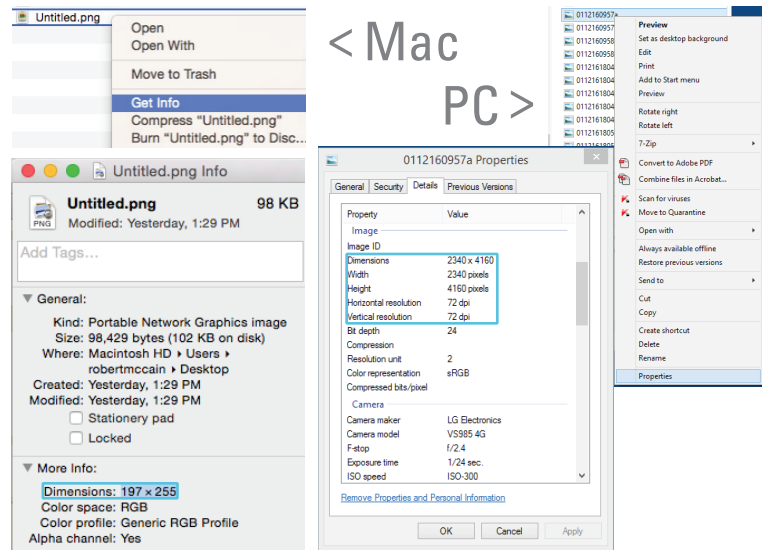 Untitled.png
Open
Open With
Move to Trash
Get Info
Compress “Untitled.png”
Burn “Untitled.png” to Disc...
< Mac
PC >
0112160957a
0112160957
0112160958
0112160958
0112161804
0112161804
0112161804
0112161804
0112161805
Preview
Set as desktop background
Edit
Print
Add to Start menu
Preview
Rotate right
Rotate left
7-Zip
Convert to Adobe PDF
Combine files in Acrobat...
Scan for viruses
Move to Quarantine
Open with
Always available offline
Restore previous versions
Send to
Cut
Copy
Create shortcut
Delete
Rename
Properties
Untitled.png Info
PNG
Untitled.png 98 KB
Modified: Yesterday, 1:29 PM
Add Tags...
General:
Kind: Portable Network Graphics image
Size: 98,429 bytes (102 KB on disk)
Where: Macintosh HD ▸ Users ▸
robertmccain ▸ Desktop
Created: Yesterday, 1:29 PM
Modified: Yesterday, 1:29 PM
Stationery pad
Locked
More Info:
Dimensions: 197 × 255
Color space: RGB
Color profile: Generic RGB Profile
Alpha channel: Yes
0112160957a Properties
General Security Details Previous Versions
Property Value
Image
Image ID
Dimensions 2340 x 4160
Width 2340 pixels
Height 4160 pixels
Horizontal resolution 72 dpi
Vertical resolution 72 dpi
Bit depth 24
Compression
Resolution unit 2
Color representation sRGB
Compressed bits/pixel
Camera
Camera maker LG Electronics
Camera model VS985 4G
F-stop f/2.4
Exposure time 1/24 sec.
ISO speed ISO-300
Remove Properties and Personal Information
OK Cancel Apply